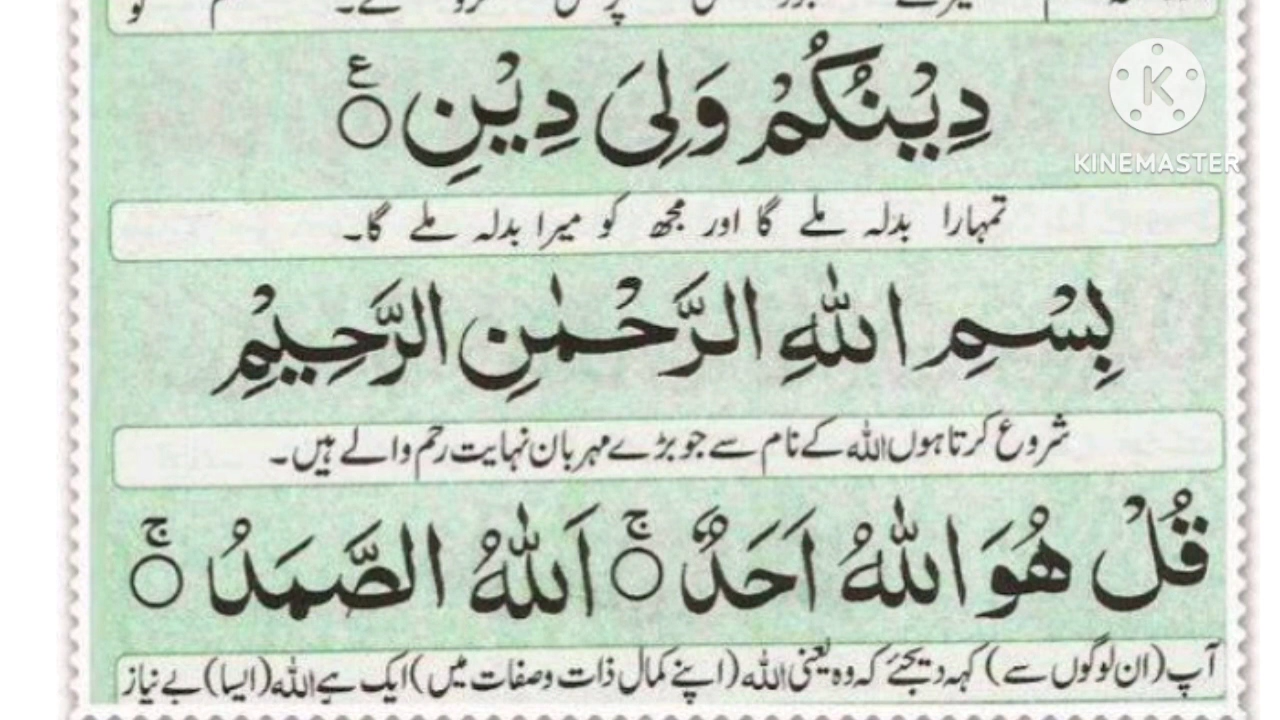 دِيْنُكُمْ وَلِيَ دِيْنِ ۝ ع
تمہارا بدلہ ملے گا اور مجھ کو میرا بدلہ ملے گا۔
بِسْمِ اللّٰهِ الرَّحْمٰنِ الرَّحِيْمِ
شروع کرتا ہوں اللہ کے نام سے جو بڑے مہربان نہایت رحم والے ہیں۔
قُلْ هُوَ اللّٰهُ اَحَدٌ ۝ۚ اَللّٰهُ الصَّمَدُ ۝ۚ
آپ (ان لوگوں سے) کہہ دیجئے کہ وہ یعنی اللہ (اپنے کمال ذات وصفات میں) ایک ہے اللہ (ایسا) بے نیاز
KINEMASTER